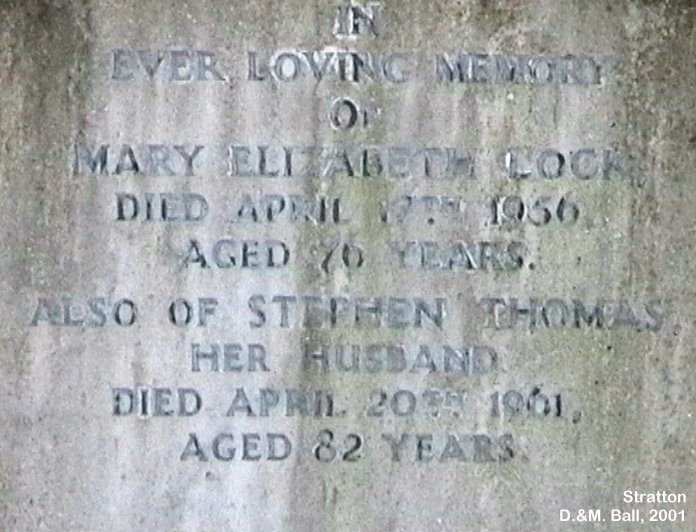 IN
EVER LOVING MEMORY
OF
MARY ELIZABETH COCK,
DIED APRIL 17TH 1956,
AGED 76 YEARS.
ALSO OF STEPHEN THOMAS,
HER HUSBAND
DIED APRIL 20TH 1961,
AGED 82 YEARS.
Stratton
D.&M. Ball, 2001